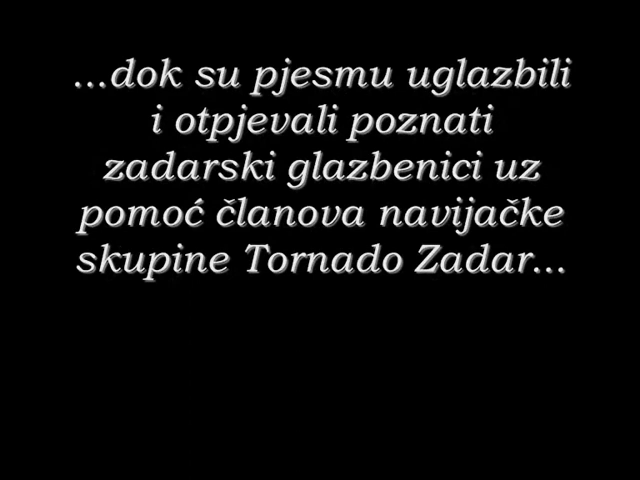 ...dok su pjesmu uglazbili
i otpjevali poznati
zadarski glazbenici uz
pomoć članova navijačke
skupine Tornado Zadar...